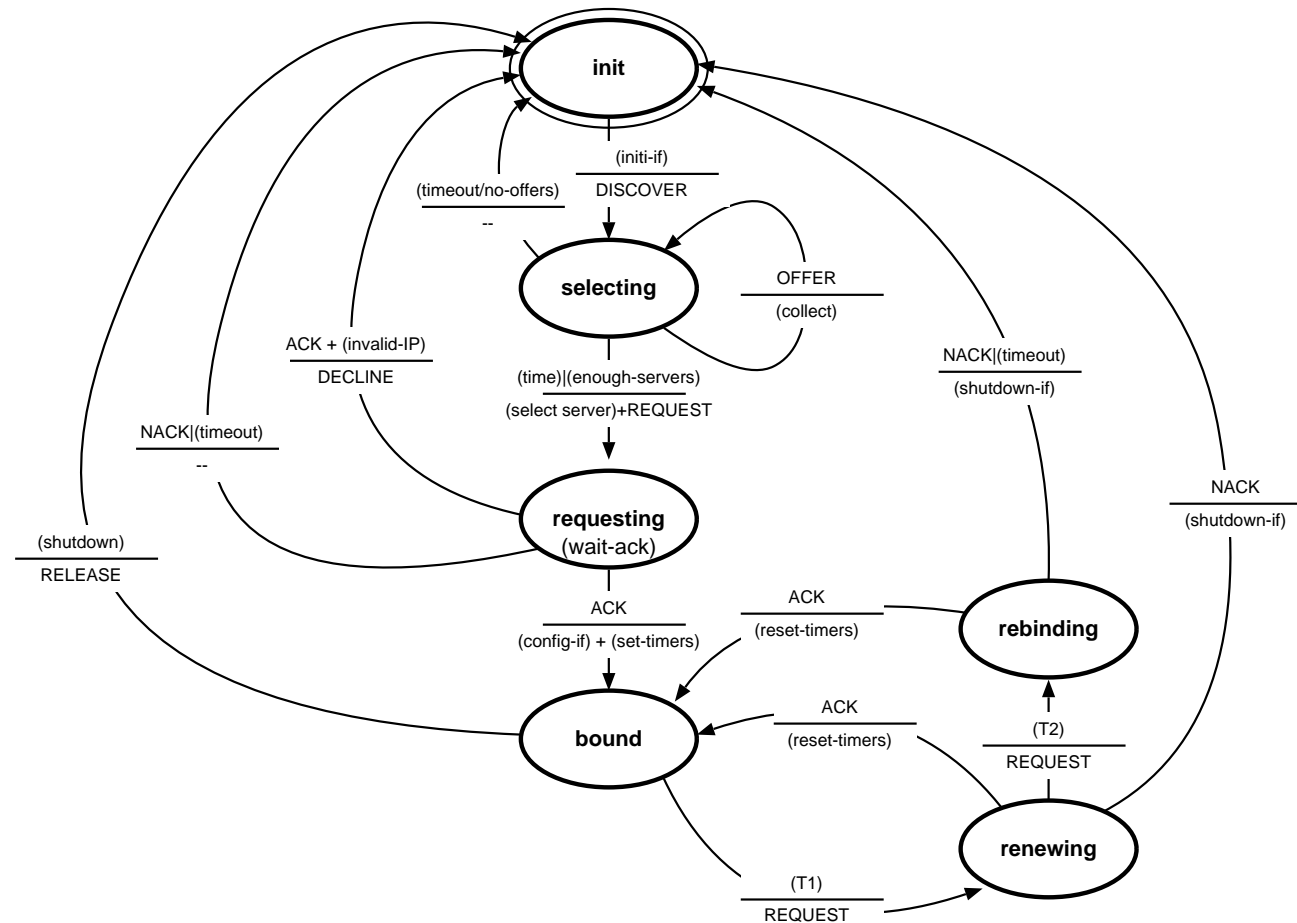 init
(initi-if)
DISCOVER
(timeout/no-offers)
--
selecting
OFFER
(collect)
ACK + (invalid-IP)
DECLINE
(time)|(enough-servers)
(select server)+REQUEST
NACK|(timeout)
(shutdown-if)
NACK|(timeout)
--
NACK
(shutdown-if)
requesting
(wait-ack)
(shutdown)
RELEASE
ACK
(config-if) + (set-timers)
ACK
(reset-timers)
rebinding
bound
ACK
(reset-timers)
(T2)
REQUEST
renewing
(T1)
REQUEST